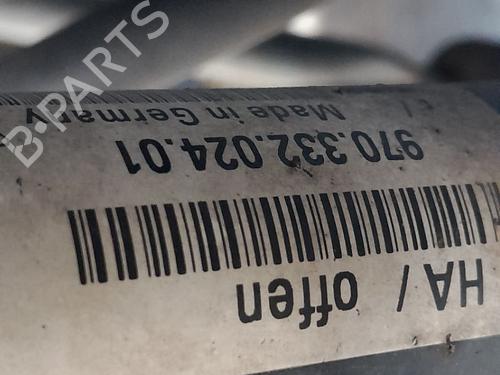 HA / offen
970.332.024.01
Made in Germany
B-PARTS